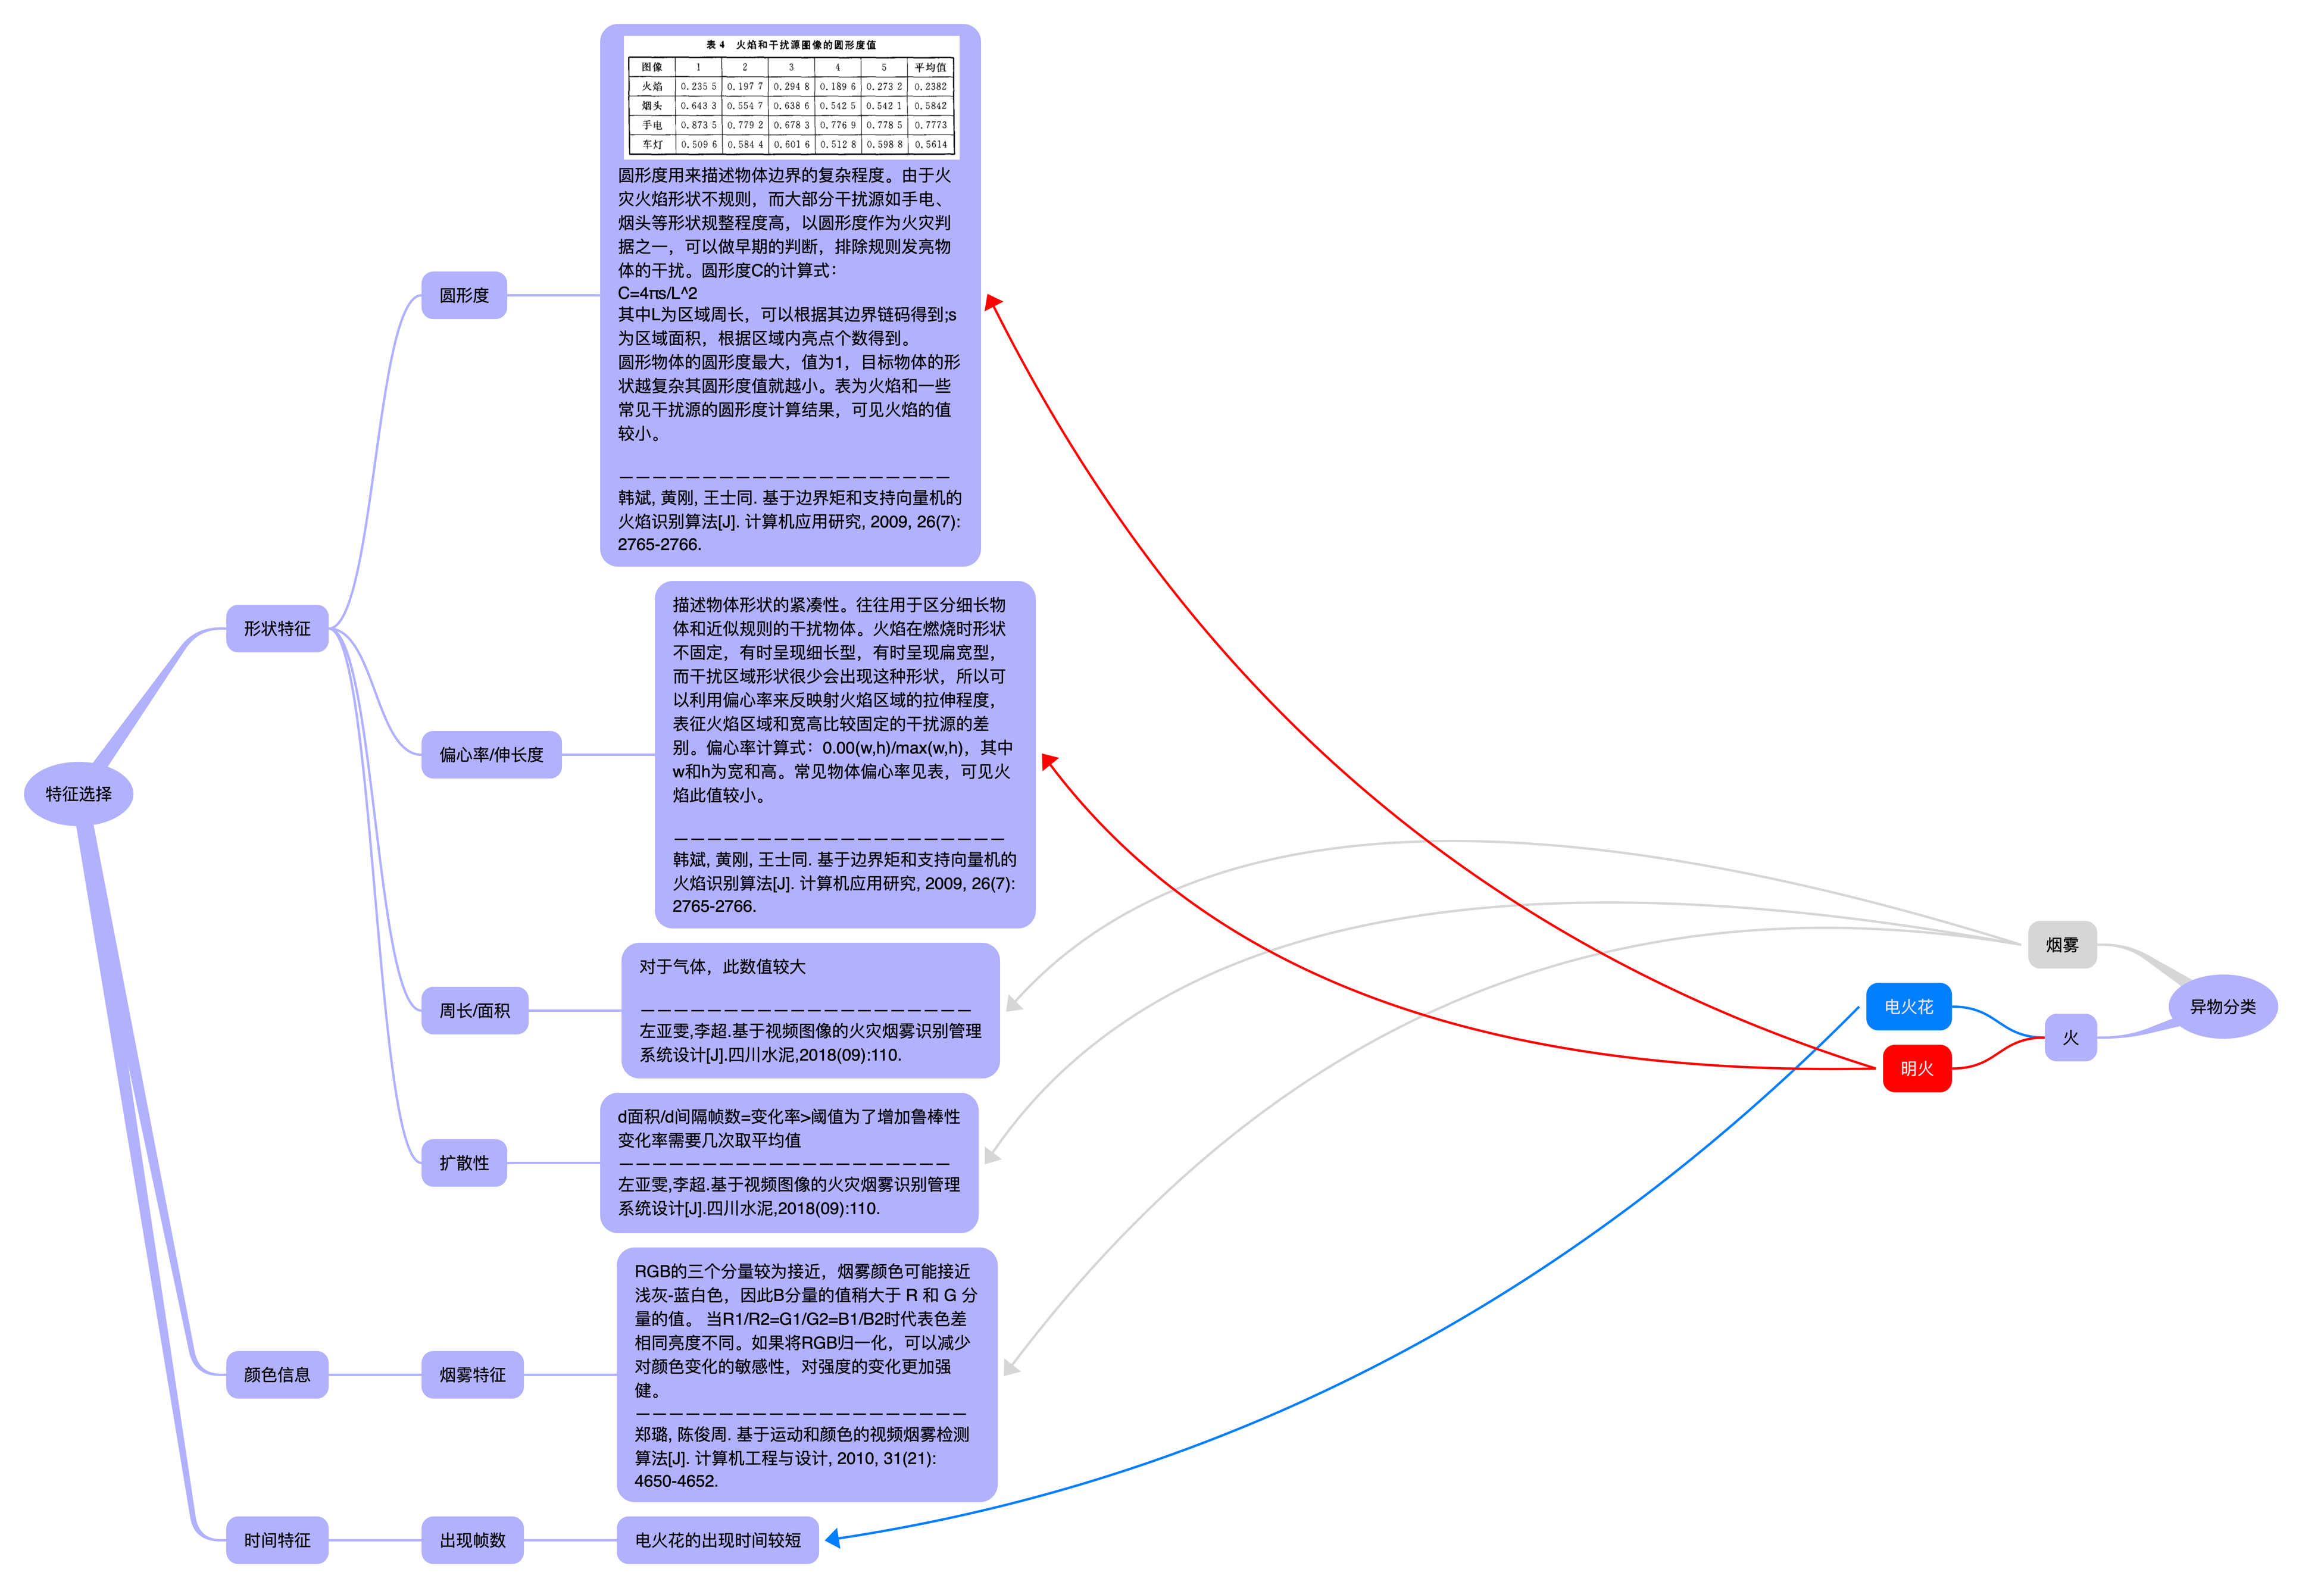 特征选择
形状特征
圆形度
表 4 火焰和干扰源图像的圆形度值
图像 1 2 3 4 5 平均值
火焰 0.235 5 0.197 7 0.294 8 0.189 6 0.273 2 0.2382
烟头 0.643 3 0.554 7 0.638 6 0.542 5 0.542 1 0.5842
手电 0.873 5 0.779 2 0.678 3 0.776 9 0.778 5 0.7773
车灯 0.509 6 0.584 4 0.601 6 0.512 8 0.598 8 0.5614
圆形度用来描述物体边界的复杂程度。由于火
灾火焰形状不规则，而大部分干扰源如手电、
烟头等形状规整程度高，以圆形度作为火灾判
据之一，可以做早期的判断，排除规则发亮物
体的干扰。圆形度C的计算式：
C=4πs/L^2
其中L为区域周长，可以根据其边界链码得到;s
为区域面积，根据区域内亮点个数得到。
圆形物体的圆形度最大，值为1，目标物体的形
状越复杂其圆形度值就越小。表为火焰和一些
常见干扰源的圆形度计算结果，可见火焰的值
较小。
————————————————————
韩斌, 黄刚, 王士同. 基于边界矩和支持向量机的
火焰识别算法[J]. 计算机应用研究, 2009, 26(7):
2765-2766.
偏心率/伸长度
描述物体形状的紧凑性。往往用于区分细长物
体和近似规则的干扰物体。火焰在燃烧时形状
不固定，有时呈现细长型，有时呈现扁宽型，
而干扰区域形状很少会出现这种形状，所以可
以利用偏心率来反映射火焰区域的拉伸程度，
表征火焰区域和宽高比较固定的干扰源的差
别。偏心率计算式：0.00(w,h)/max(w,h)，其中
w和h为宽和高。常见物体偏心率见表，可见火
焰此值较小。
————————————————————
韩斌, 黄刚, 王士同. 基于边界矩和支持向量机的
火焰识别算法[J]. 计算机应用研究, 2009, 26(7):
2765-2766.
周长/面积
对于气体，此数值较大
————————————————————
左亚雯,李超.基于视频图像的火灾烟雾识别管理
系统设计[J].四川水泥,2018(09):110.
扩散性
d面积/d间隔帧数=变化率>阈值为了增加鲁棒性
变化率需要几次取平均值
————————————————————
左亚雯,李超.基于视频图像的火灾烟雾识别管理
系统设计[J].四川水泥,2018(09):110.
颜色信息
烟雾特征
RGB的三个分量较为接近，烟雾颜色可能接近
浅灰-蓝白色，因此B分量的值稍大于 R 和 G 分
量的值。 当R1/R2=G1/G2=B1/B2时代表色差
相同亮度不同。如果将RGB归一化，可以减少
对颜色变化的敏感性，对强度的变化更加强
健。
————————————————————
郑璐, 陈俊周. 基于运动和颜色的视频烟雾检测
算法[J]. 计算机工程与设计, 2010, 31(21):
4650-4652.
时间特征
出现帧数
电火花的出现时间较短
异物分类
烟雾
火
电火花
明火